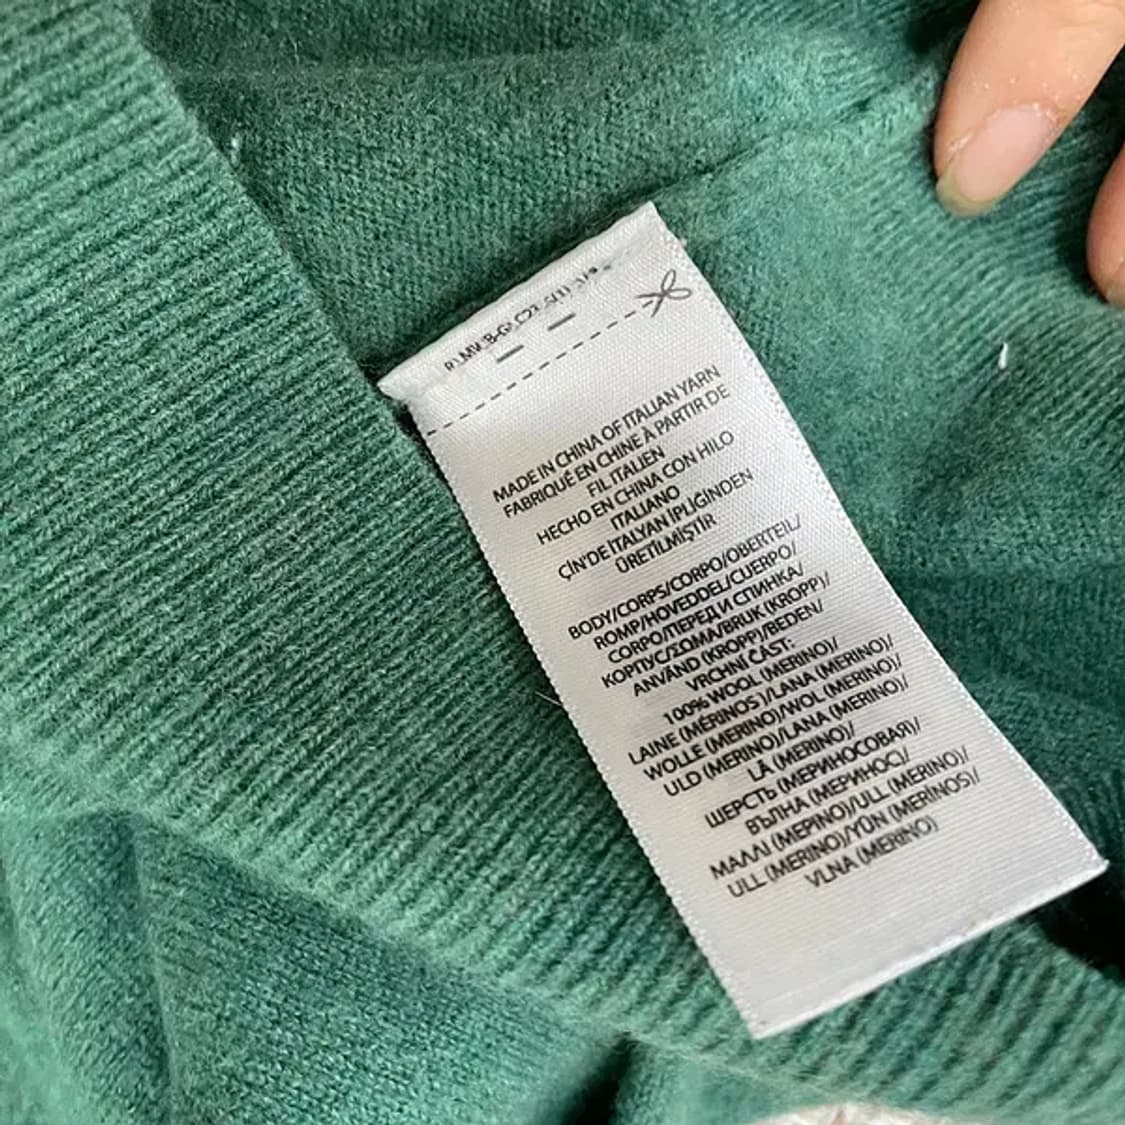 MADE IN CHINA OF ITALIAN YARN
FABRIQUÉ EN CHINE À PARTIR DE
FIL ITALIEN
HECHO EN CHINA CON HILO
ITALIANO
ÇİN'DE İTALYAN İPLİĞİNDEN
ÜRETİLMİŞTİR
BODY/CORPS/CORPO/OBERTEIL/
ROMP/HOVEDDEL/CUERPO/
CORPO/ПЕРЕД И СПИНКА/
КОРПУС/ΣΩΜΑ/BRUK (KROPP)/
ANVÄND (KROPP)/BEDEN/
VRCHNÍ ČÁST:
100% WOOL (MERINO)/
LAINE (MÉRINOS)/LANA (MERINO)/
WOLLE (MERINO)/WOL (MERINO)/
ULD (MERINO)/LANA (MERINO)/
LÃ (MERINO)/
ШЕРСТЬ (МЕРИНОСОВАЯ)/
ВЪЛНА (МЕРИНОС)/
ΜΑΛΛΙ (ΜΕΡΙΝΟ)/ULL (MERINO)/
ULL (MERINO)/YÜN (MERİNOS)/
VLNA (MERINO)